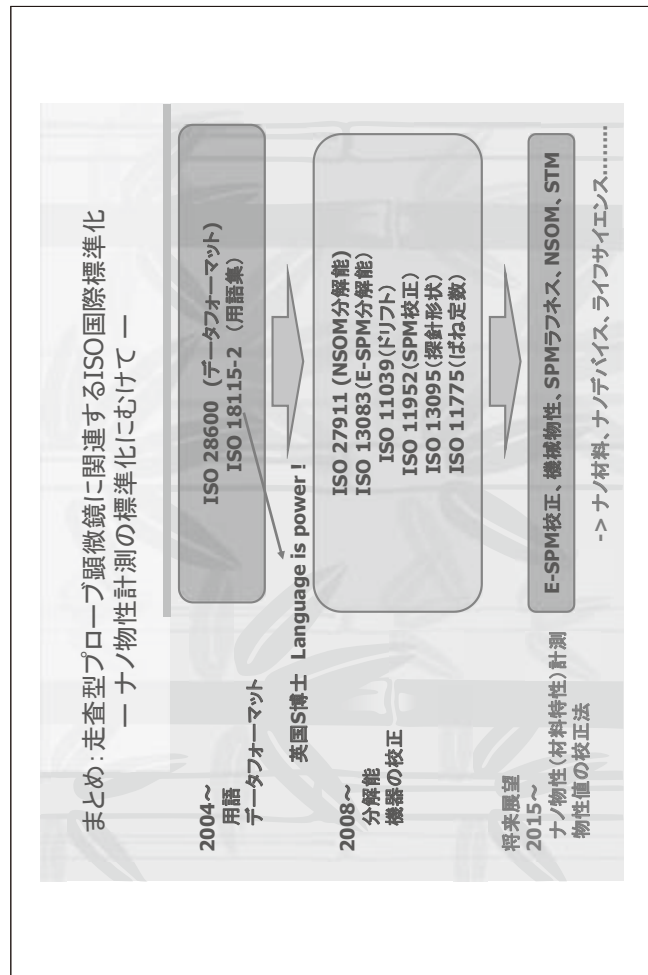 まとめ:走査型プローブ顕微鏡に関連するISO国際標準化
ー ナノ物性計測の標準化にむけて ー
2004～
用語
データフォーマット
ISO 28600 (データフォーマット)
ISO 18115-2 (用語集)
英国S博士 Language is power !
2008～
分解能
機器の校正
ISO 27911 (NSOM分解能)
ISO 13083(E-SPM分解能)
ISO 11039(ドリフト)
ISO 11952(SPM校正)
ISO 13095(探針形状)
ISO 11775(ばね定数)
将来展望
2015～
ナノ物性(材料特性)計測
物性値の校正法
E-SPM校正、機械物性、SPMラフネス、NSOM、STM
-> ナノ材料、ナノデバイス、ライフサイエンス………